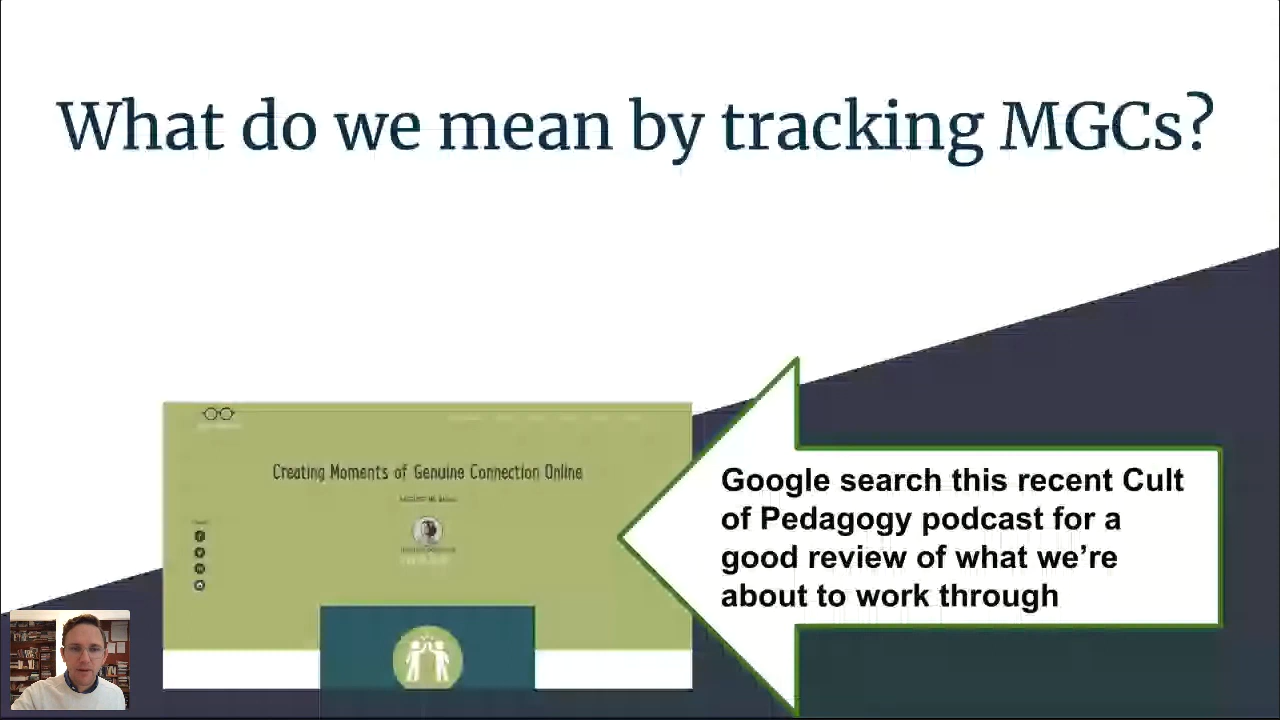 What do we mean by tracking MGCs?
Creating Moments of Genuine Connection Online
Google search this recent Cult
of Pedagogy podcast for a
good review of what we’re
about to work through